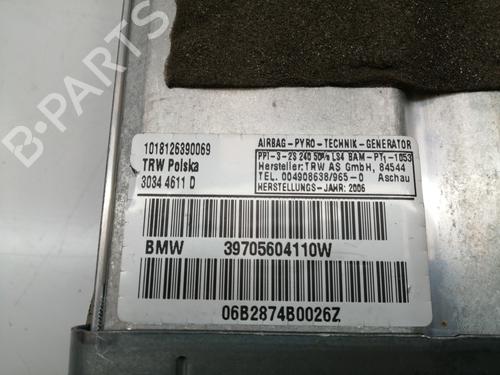 B-PARTS
1018126390069
TRW Polska
3034 4611 D
AIRBAG-PYRO-TECHNIK-GENERATOR
PPI-3-2S 240 50% LS4 BAM-PT1-1053
Hersteller:TRW AS GmbH, 84544
TEL. 004908638/965-0 Aschau
HERSTELLUNGS-JAHR: 2006
BMW 39705604110W
06B2874B0026Z